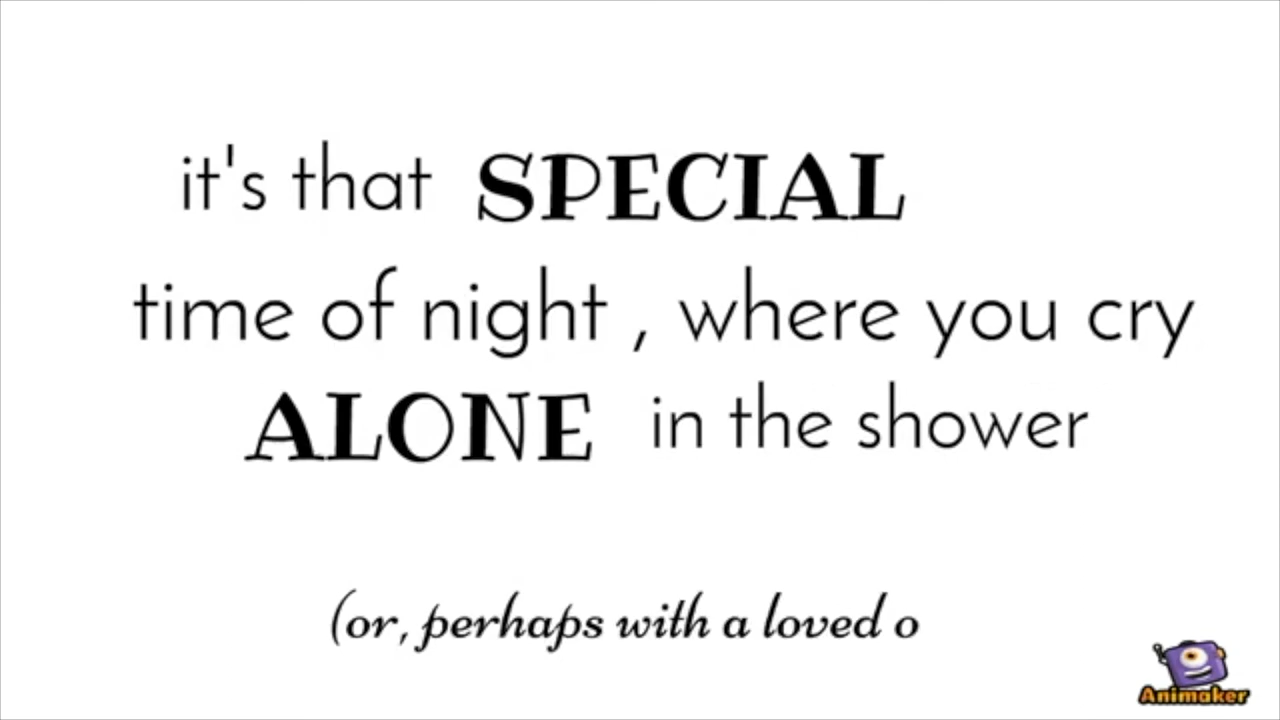 it's that SPECIAL
time of night , where you cry
ALONE in the shower
(or, perhaps with a loved o
Animaker